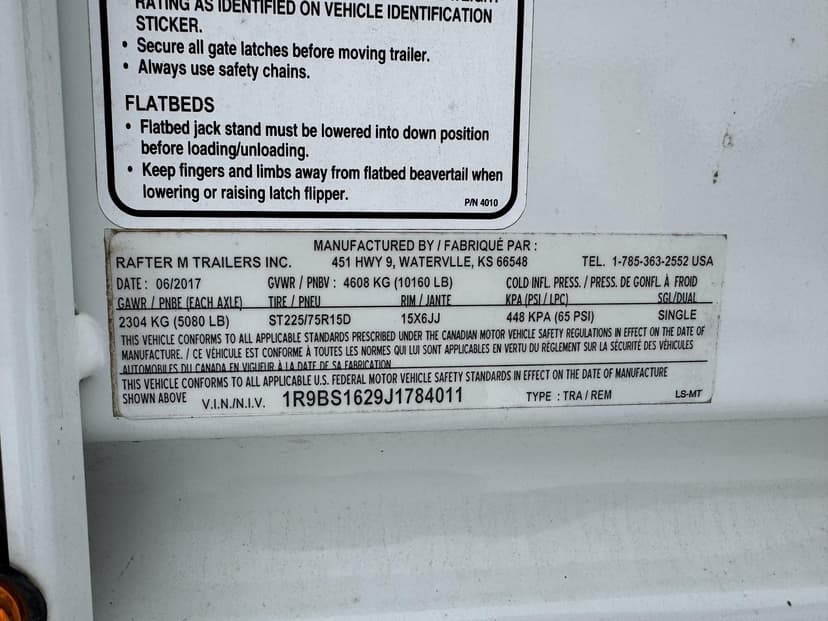 RATING AS IDENTIFIED ON VEHICLE IDENTIFICATION
STICKER.
• Secure all gate latches before moving trailer.
• Always use safety chains.
FLATBEDS
• Flatbed jack stand must be lowered into down position
before loading/unloading.
• Keep fingers and limbs away from flatbed beavertail when
lowering or raising latch flipper.
P/N 4010
MANUFACTURED BY / FABRIQUÉ PAR :
RAFTER M TRAILERS INC. 451 HWY 9, WATERVLLE, KS 66548 TEL. 1-785-363-2552 USA
DATE : 06/2017 GVWR / PNBV : 4608 KG (10160 LB) COLD INFL. PRESS. / PRESS. DE GONFL. À FROID
GAWR / PNBE (EACH AXLE) TIRE / PNEU RIM / JANTE KPA (PSI / LPC) SGL/DUAL
2304 KG (5080 LB) ST225/75R15D 15X6JJ 448 KPA (65 PSI) SINGLE
THIS VEHICLE CONFORMS TO ALL APPLICABLE STANDARDS PRESCRIBED UNDER THE CANADIAN MOTOR VEHICLE SAFETY REGULATIONS IN EFFECT ON THE DATE OF
MANUFACTURE. / CE VÉHICULE EST CONFORME À TOUTES LES NORMES QUI LUI SONT APPLICABLES EN VERTU DU RÈGLEMENT SUR LA SÉCURITÉ DES VÉHICULES
AUTOMOBILES DU CANADA EN VIGUEUR À LA DATE DE SA FABRICATION
THIS VEHICLE CONFORMS TO ALL APPLICABLE U.S. FEDERAL MOTOR VEHICLE SAFETY STANDARDS IN EFFECT ON THE DATE OF MANUFACTURE
SHOWN ABOVE V.I.N./N.I.V. 1R9BS1629J1784011 TYPE : TRA / REM LS-MT